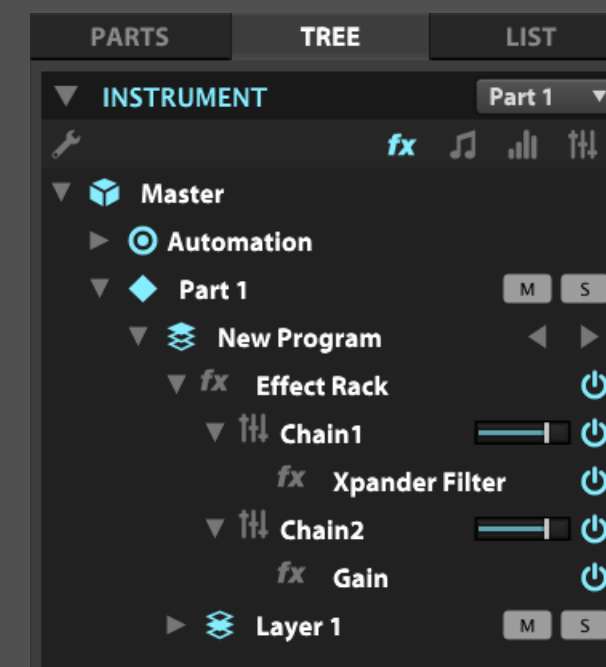 PARTS TREE LIST
INSTRUMENT Part 1
fx
Master
Automation
Part 1 M S
New Program
fx Effect Rack
Chain1
fx Xpander Filter
Chain2
fx Gain
Layer 1 M S